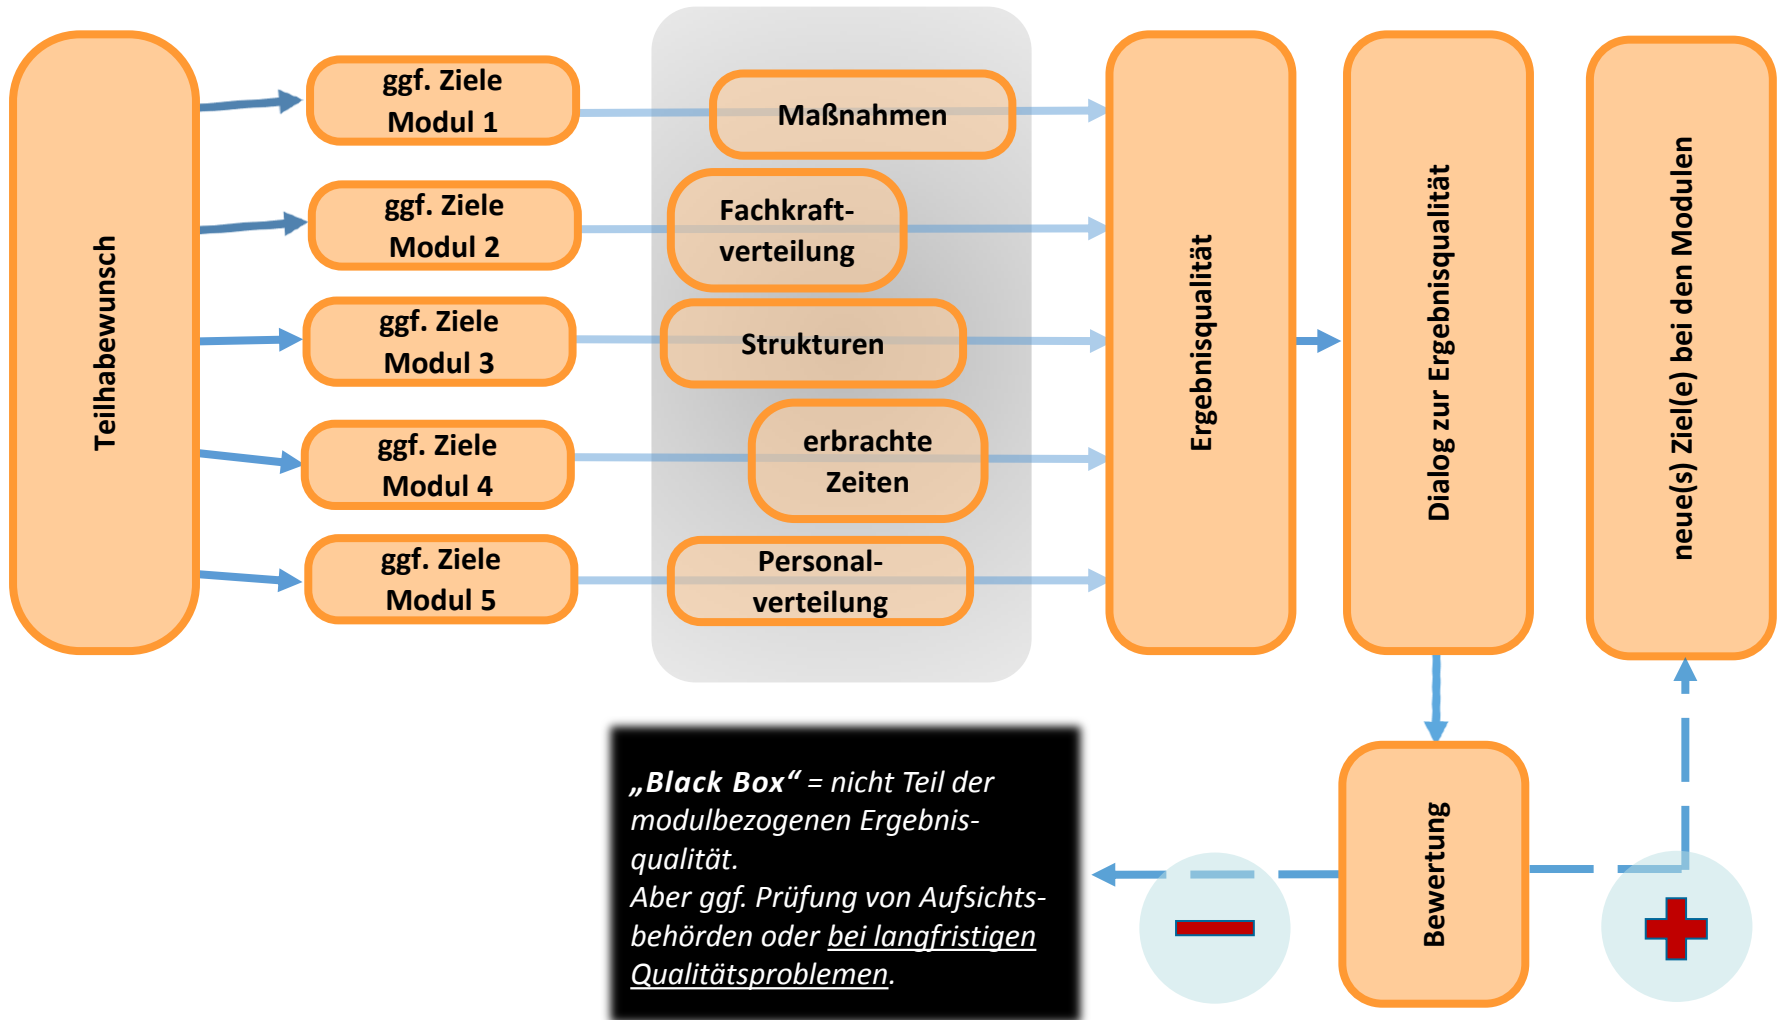 Teilhabewunsch
ggf. Ziele
Modul 1
ggf. Ziele
Modul 2
ggf. Ziele
Modul 3
ggf. Ziele
Modul 4
ggf. Ziele
Modul 5
Maßnahmen
Fachkraft-
verteilung
Strukturen
erbrachte
Zeiten
Personal-
verteilung
Ergebnisqualität
Dialog zur Ergebnisqualität
neue(s) Ziel(e) bei den Modulen
„Black Box“ = nicht Teil der
modulbezogenen Ergebnis-
qualität.
Aber ggf. Prüfung von Aufsichts-
behörden oder bei langfristigen
Qualitätsproblemen.
Bewertung